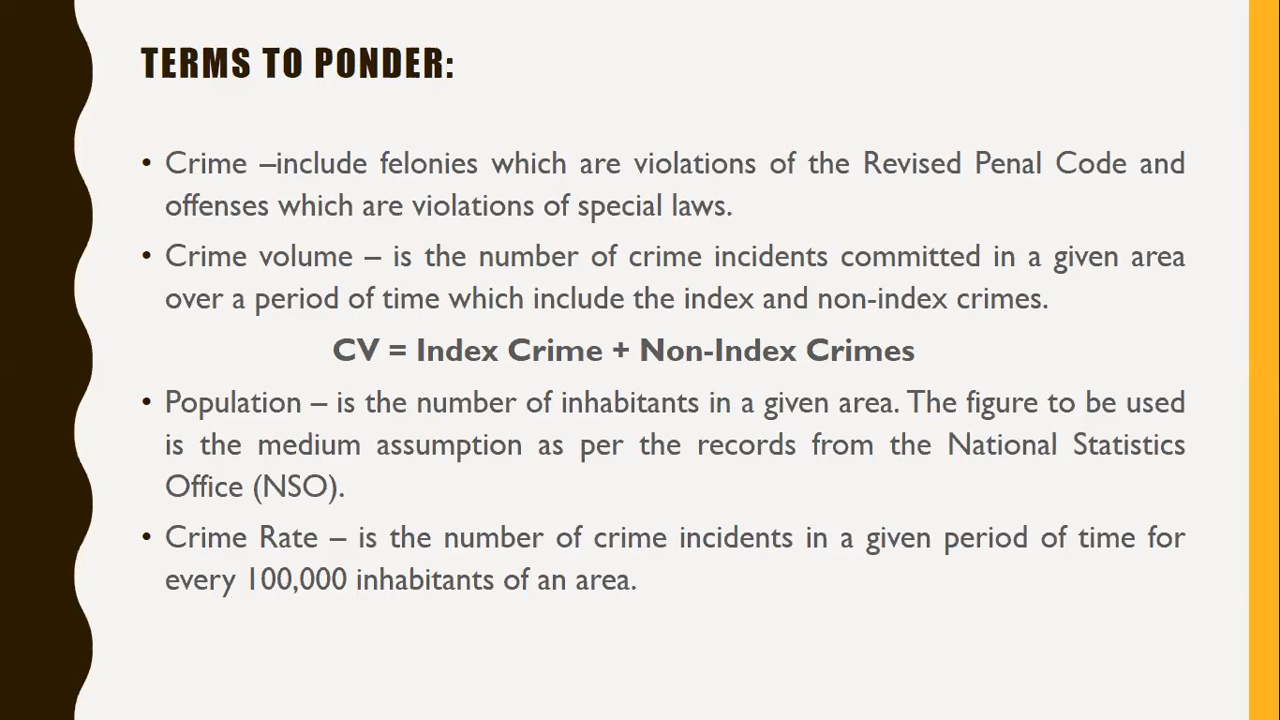 TERMS TO PONDER:
• Crime –include felonies which are violations of the Revised Penal Code and
offenses which are violations of special laws.
• Crime volume – is the number of crime incidents committed in a given area
over a period of time which include the index and non-index crimes.
CV = Index Crime + Non-Index Crimes
• Population – is the number of inhabitants in a given area. The figure to be used
is the medium assumption as per the records from the National Statistics
Office (NSO).
• Crime Rate – is the number of crime incidents in a given period of time for
every 100,000 inhabitants of an area.